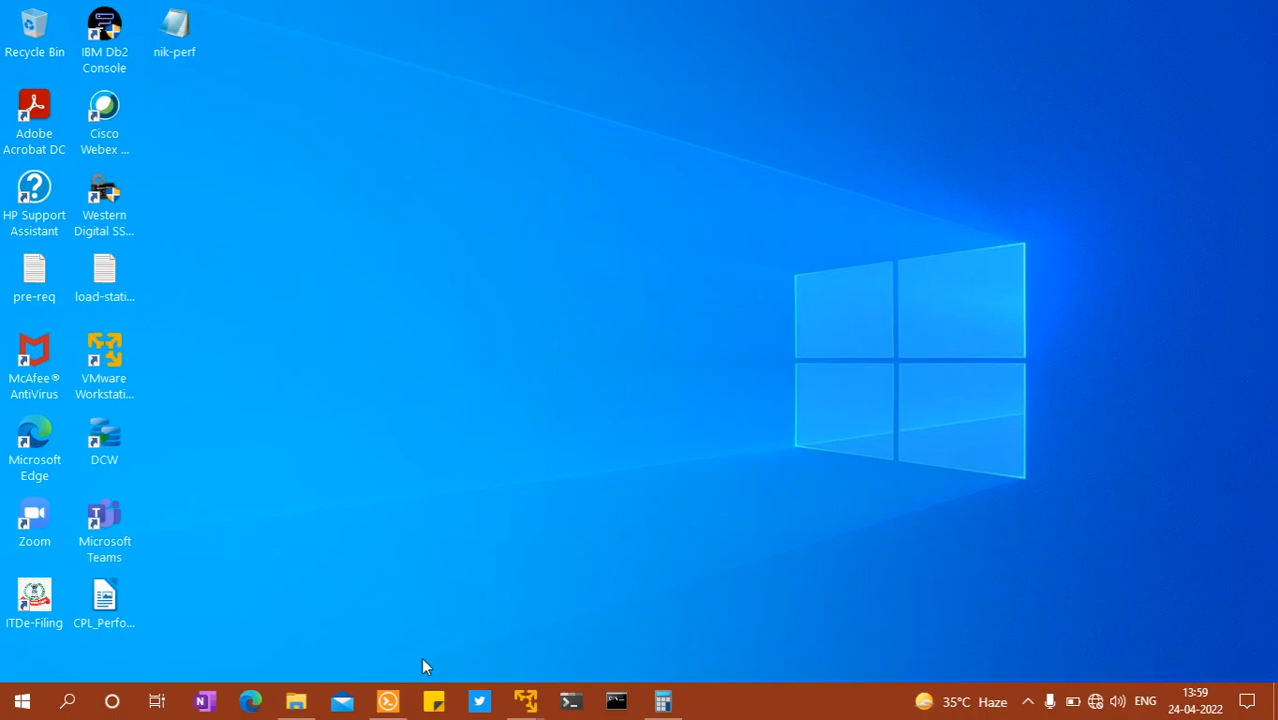 Recycle Bin
IBM Db2
Console
nik-perf
Adobe
Acrobat DC
Cisco
Webex ...
HP Support
Assistant
Western
Digital SS...
pre-req
load-stati...
McAfee®
AntiVirus
VMware
Workstati...
Microsoft
Edge
DCW
Zoom
Microsoft
Teams
ITDe-Filing
CPL_Perfo...
35°C Haze
ENG
13:59
24-04-2022